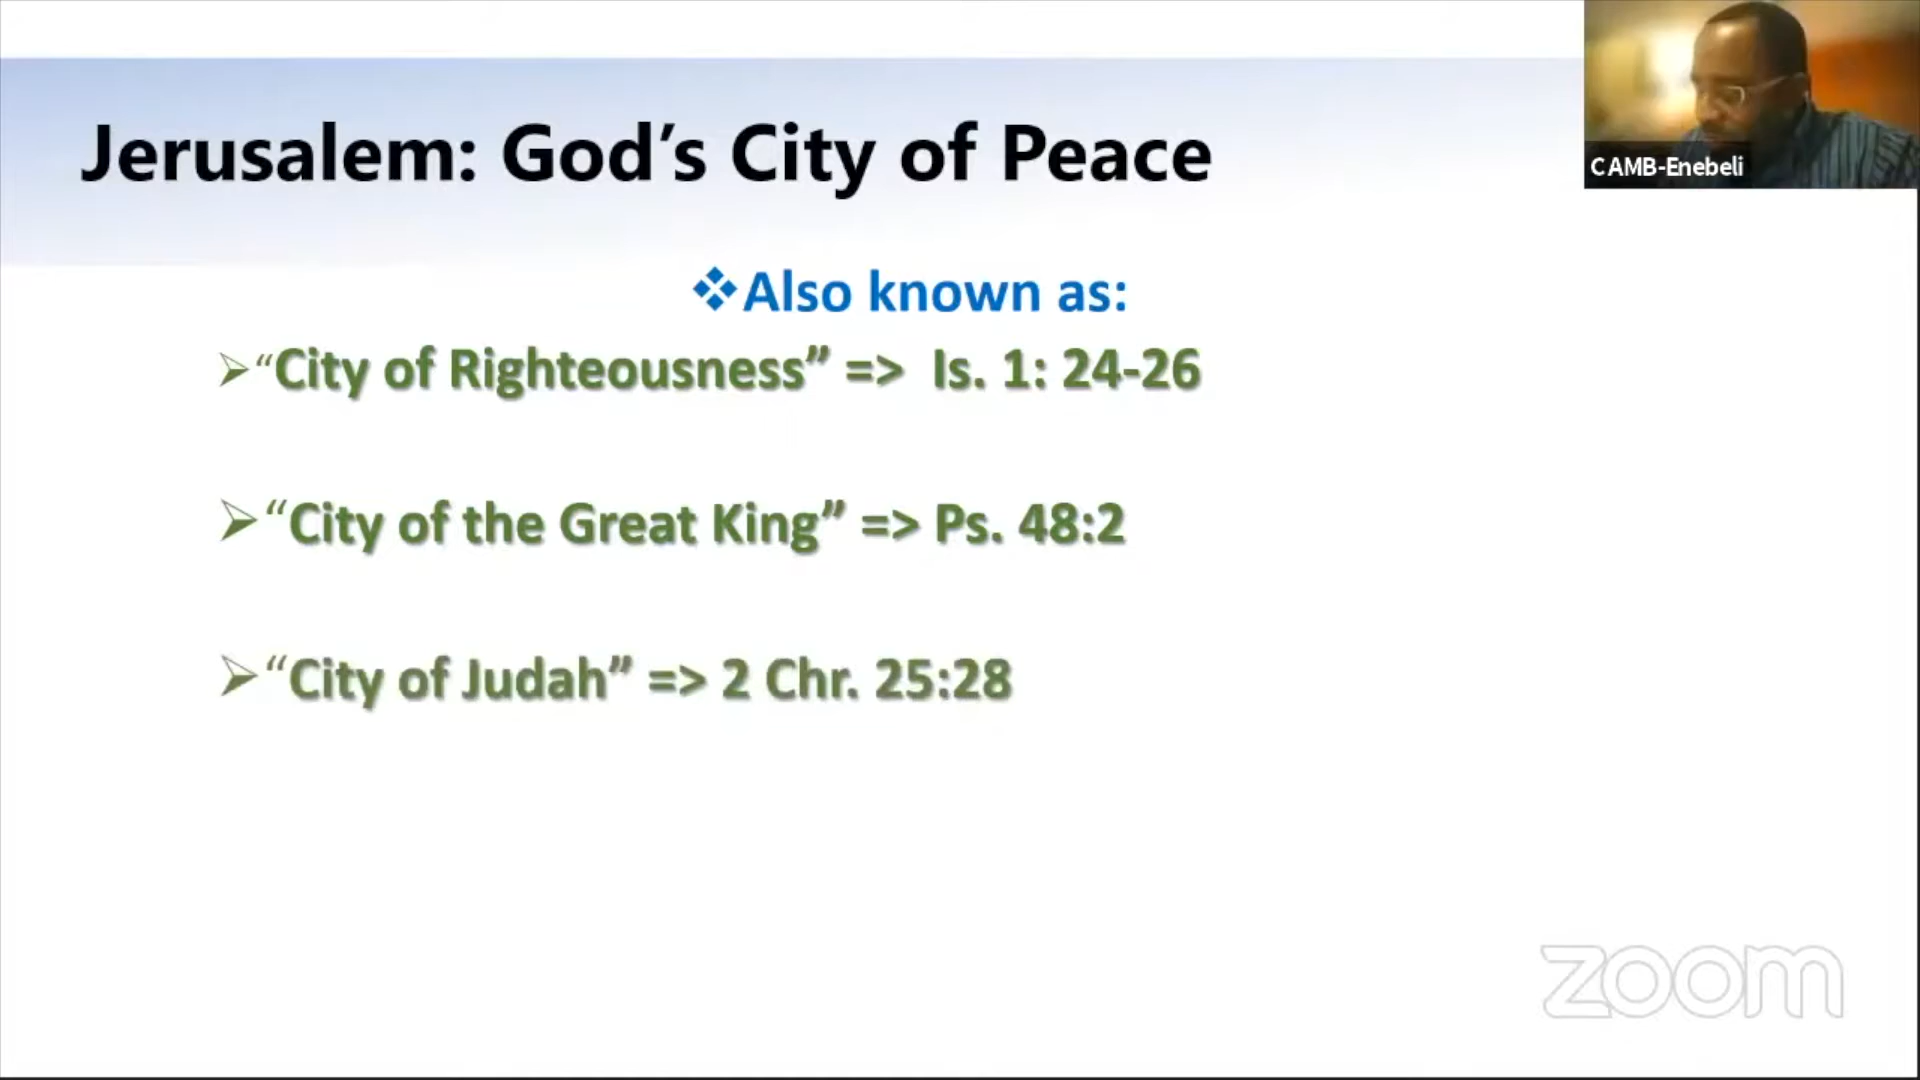 Jerusalem: God’s City of Peace
CAMB-Enebeli
❖Also known as:
➢“City of Righteousness” => Is. 1: 24-26
➢“City of the Great King” => Ps. 48:2
➢“City of Judah” => 2 Chr. 25:28
zoom